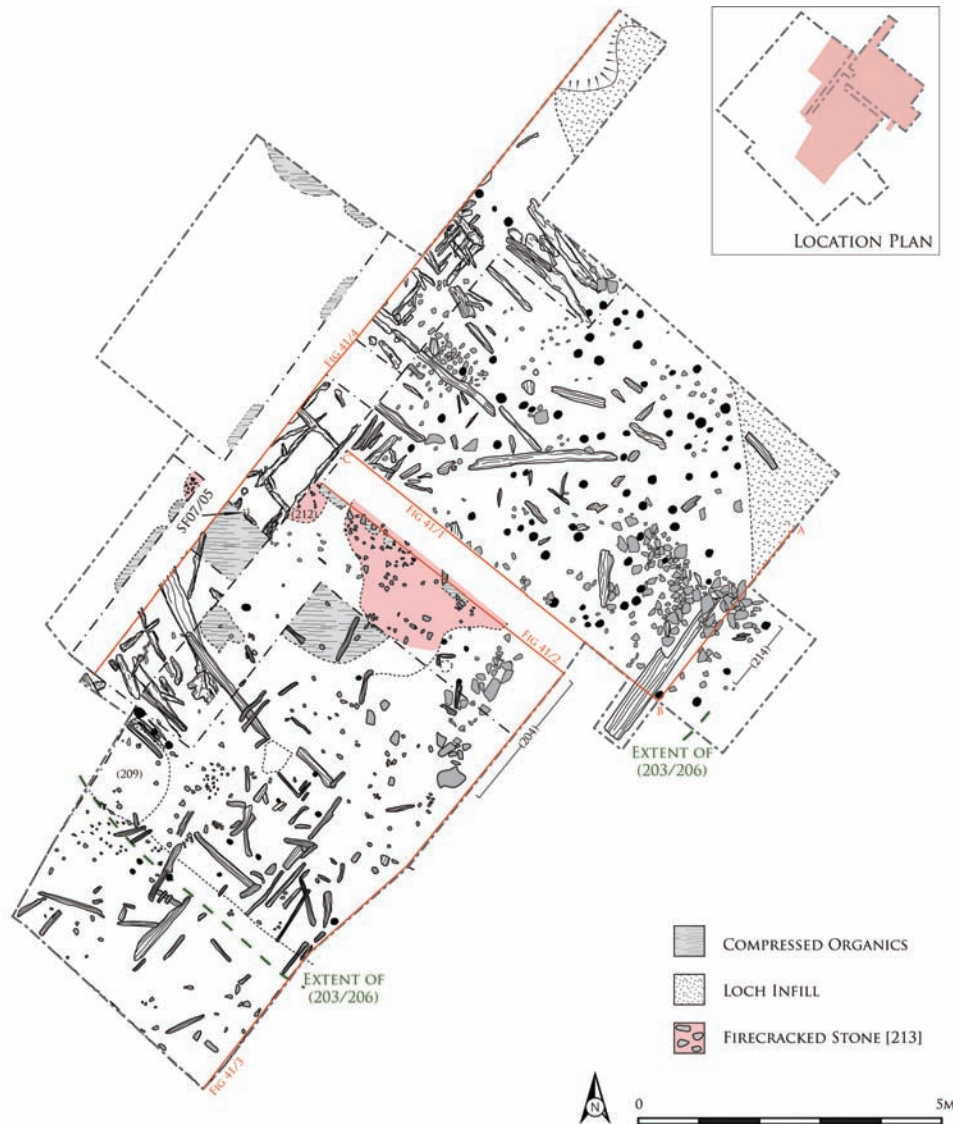 LOCATION PLAN
FIG 41/4
SF07/05
C
(212)
FIG 41/1
A
FIG 41/2
(214)
B
(204)
EXTENT OF
(203/206)
(209)
EXTENT OF
(203/206)
FIG 41/3
COMPRESSED ORGANICS
LOCH INFILL
FIRECRACKED STONE [213]
N
0
5M